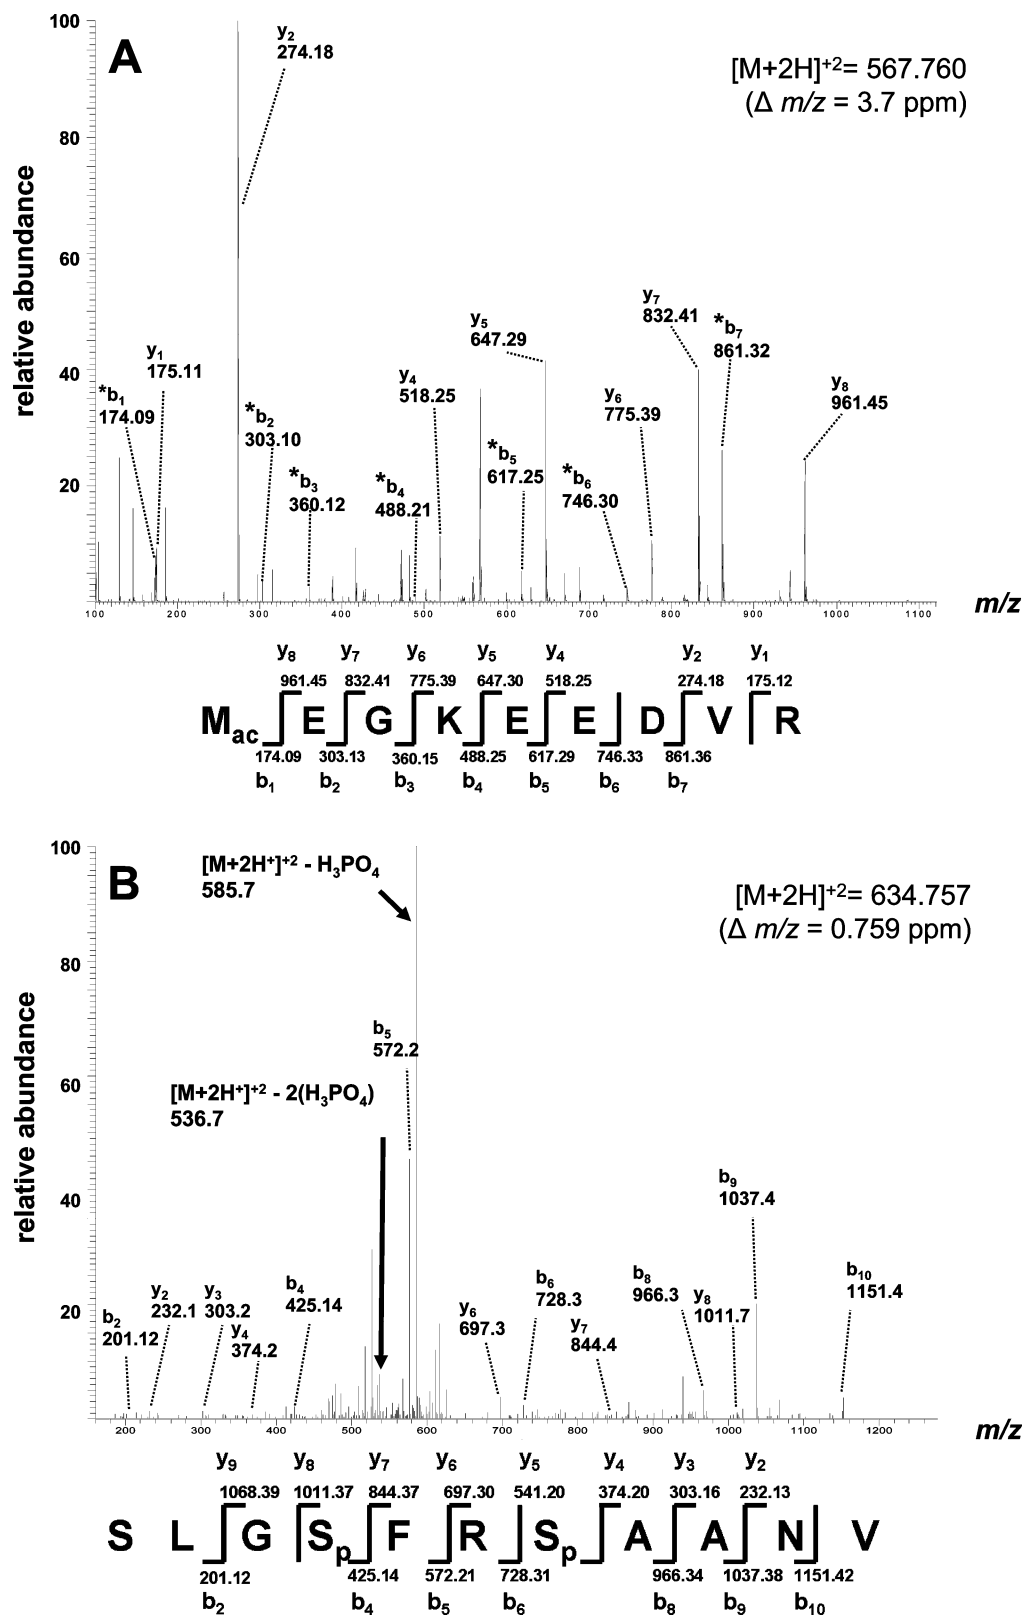 A
[M+2H]+2= 567.760
(Δ m/z = 3.7 ppm)
relative abundance
100
80
60
40
20
y2
274.18
y1
175.11
*b1
174.09
*b2
303.10
*b3
360.12
*b4
488.21
y4
518.25
y5
647.29
*b5
617.25
*b6
746.30
y6
775.39
y7
832.41
*b7
861.32
y8
961.45
100 200 300 400 500 600 700 800 900 1000 1100
m/z
y8 y7 y6 y5 y4 y2 y1
961.45 832.41 775.39 647.30 518.25 274.18 175.12
Mac E G K E E D V R
174.09 303.13 360.15 488.25 617.29 746.33 861.36
b1 b2 b3 b4 b5 b6 b7
B
[M+2H]+2= 634.757
(Δ m/z = 0.759 ppm)
relative abundance
100
80
60
40
20
[M+2H+]+2 - H3PO4
585.7
b5
572.2
[M+2H+]+2 - 2(H3PO4)
536.7
b2
201.12
y2
232.1
y3
303.2
y4
374.2
b4
425.14
y6
697.3
b6
728.3
y7
844.4
b8
966.3
y8
1011.7
b9
1037.4
b10
1151.4
200 300 400 500 600 700 800 900 1000 1100 1200
m/z
y9 y8 y7 y6 y5 y4 y3 y2
1068.39 1011.37 844.37 697.30 541.20 374.20 303.16 232.13
S L G Sp F R Sp A A N V
201.12 425.14 572.21 728.31 966.34 1037.38 1151.42
b2 b4 b5 b6 b8 b9 b10